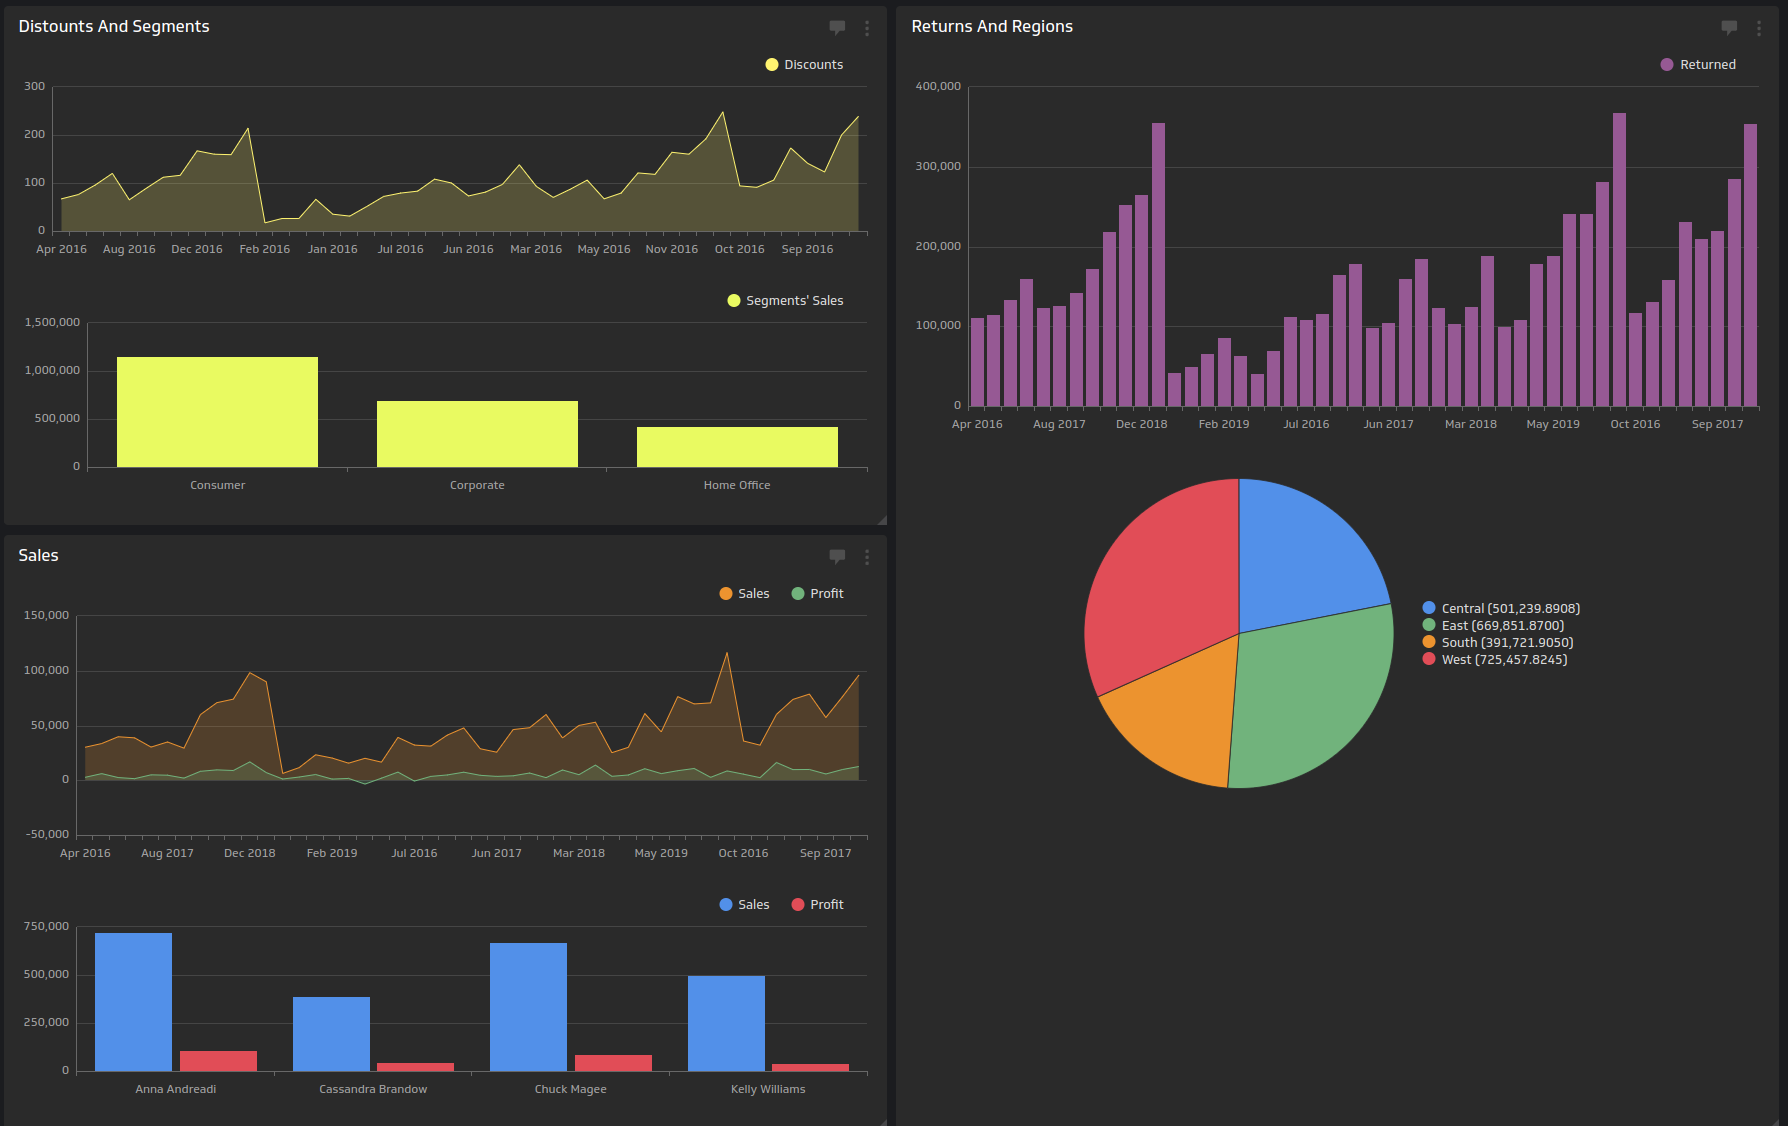 Distounts And Segments
Discounts
300
200
100
0
Apr 2016 Aug 2016 Dec 2016 Feb 2016 Jan 2016 Jul 2016 Jun 2016 Mar 2016 May 2016 Nov 2016 Oct 2016 Sep 2016
Segments' Sales
1,500,000
1,000,000
500,000
0
Consumer Corporate Home Office
Sales
Sales Profit
150,000
100,000
50,000
0
-50,000
Apr 2016 Aug 2017 Dec 2018 Feb 2019 Jul 2016 Jun 2017 Mar 2018 May 2019 Oct 2016 Sep 2017
Sales Profit
750,000
500,000
250,000
0
Anna Andreadi Cassandra Brandow Chuck Magee Kelly Williams
Returns And Regions
Returned
400,000
300,000
200,000
100,000
0
Apr 2016 Aug 2017 Dec 2018 Feb 2019 Jul 2016 Jun 2017 Mar 2018 May 2019 Oct 2016 Sep 2017
Central (501,239.8908)
East (669,851.8700)
South (391,721.9050)
West (725,457.8245)